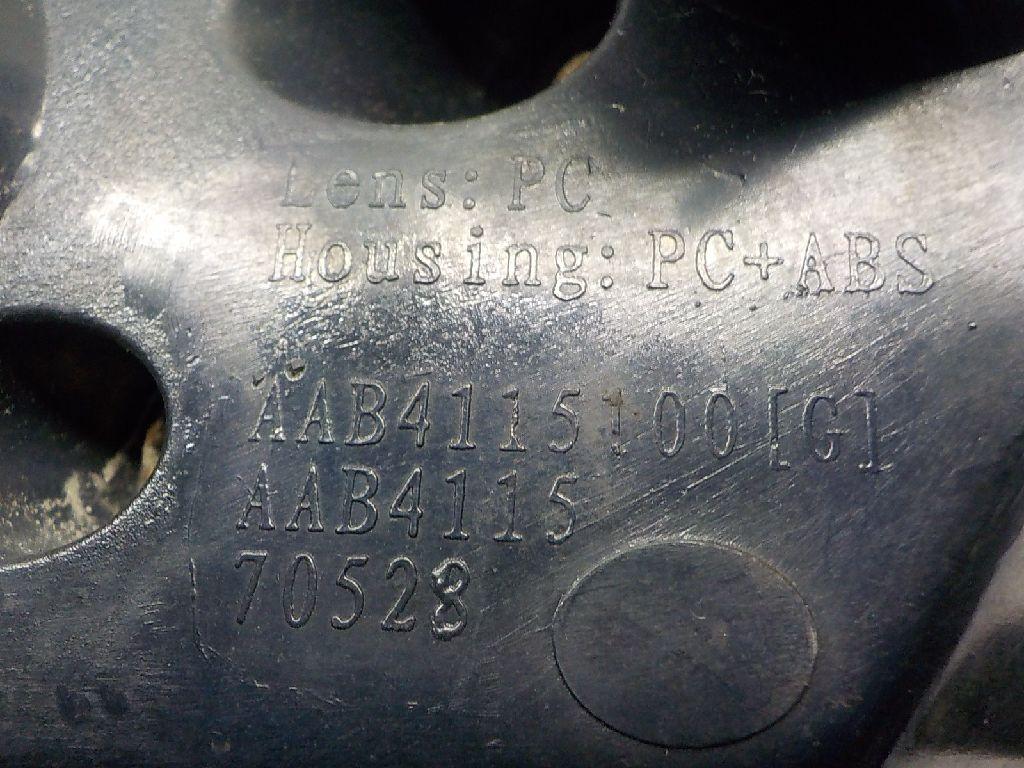 Lens: PC
Housing: PC+ABS
AAB4115100[G]
AAB4115
70528